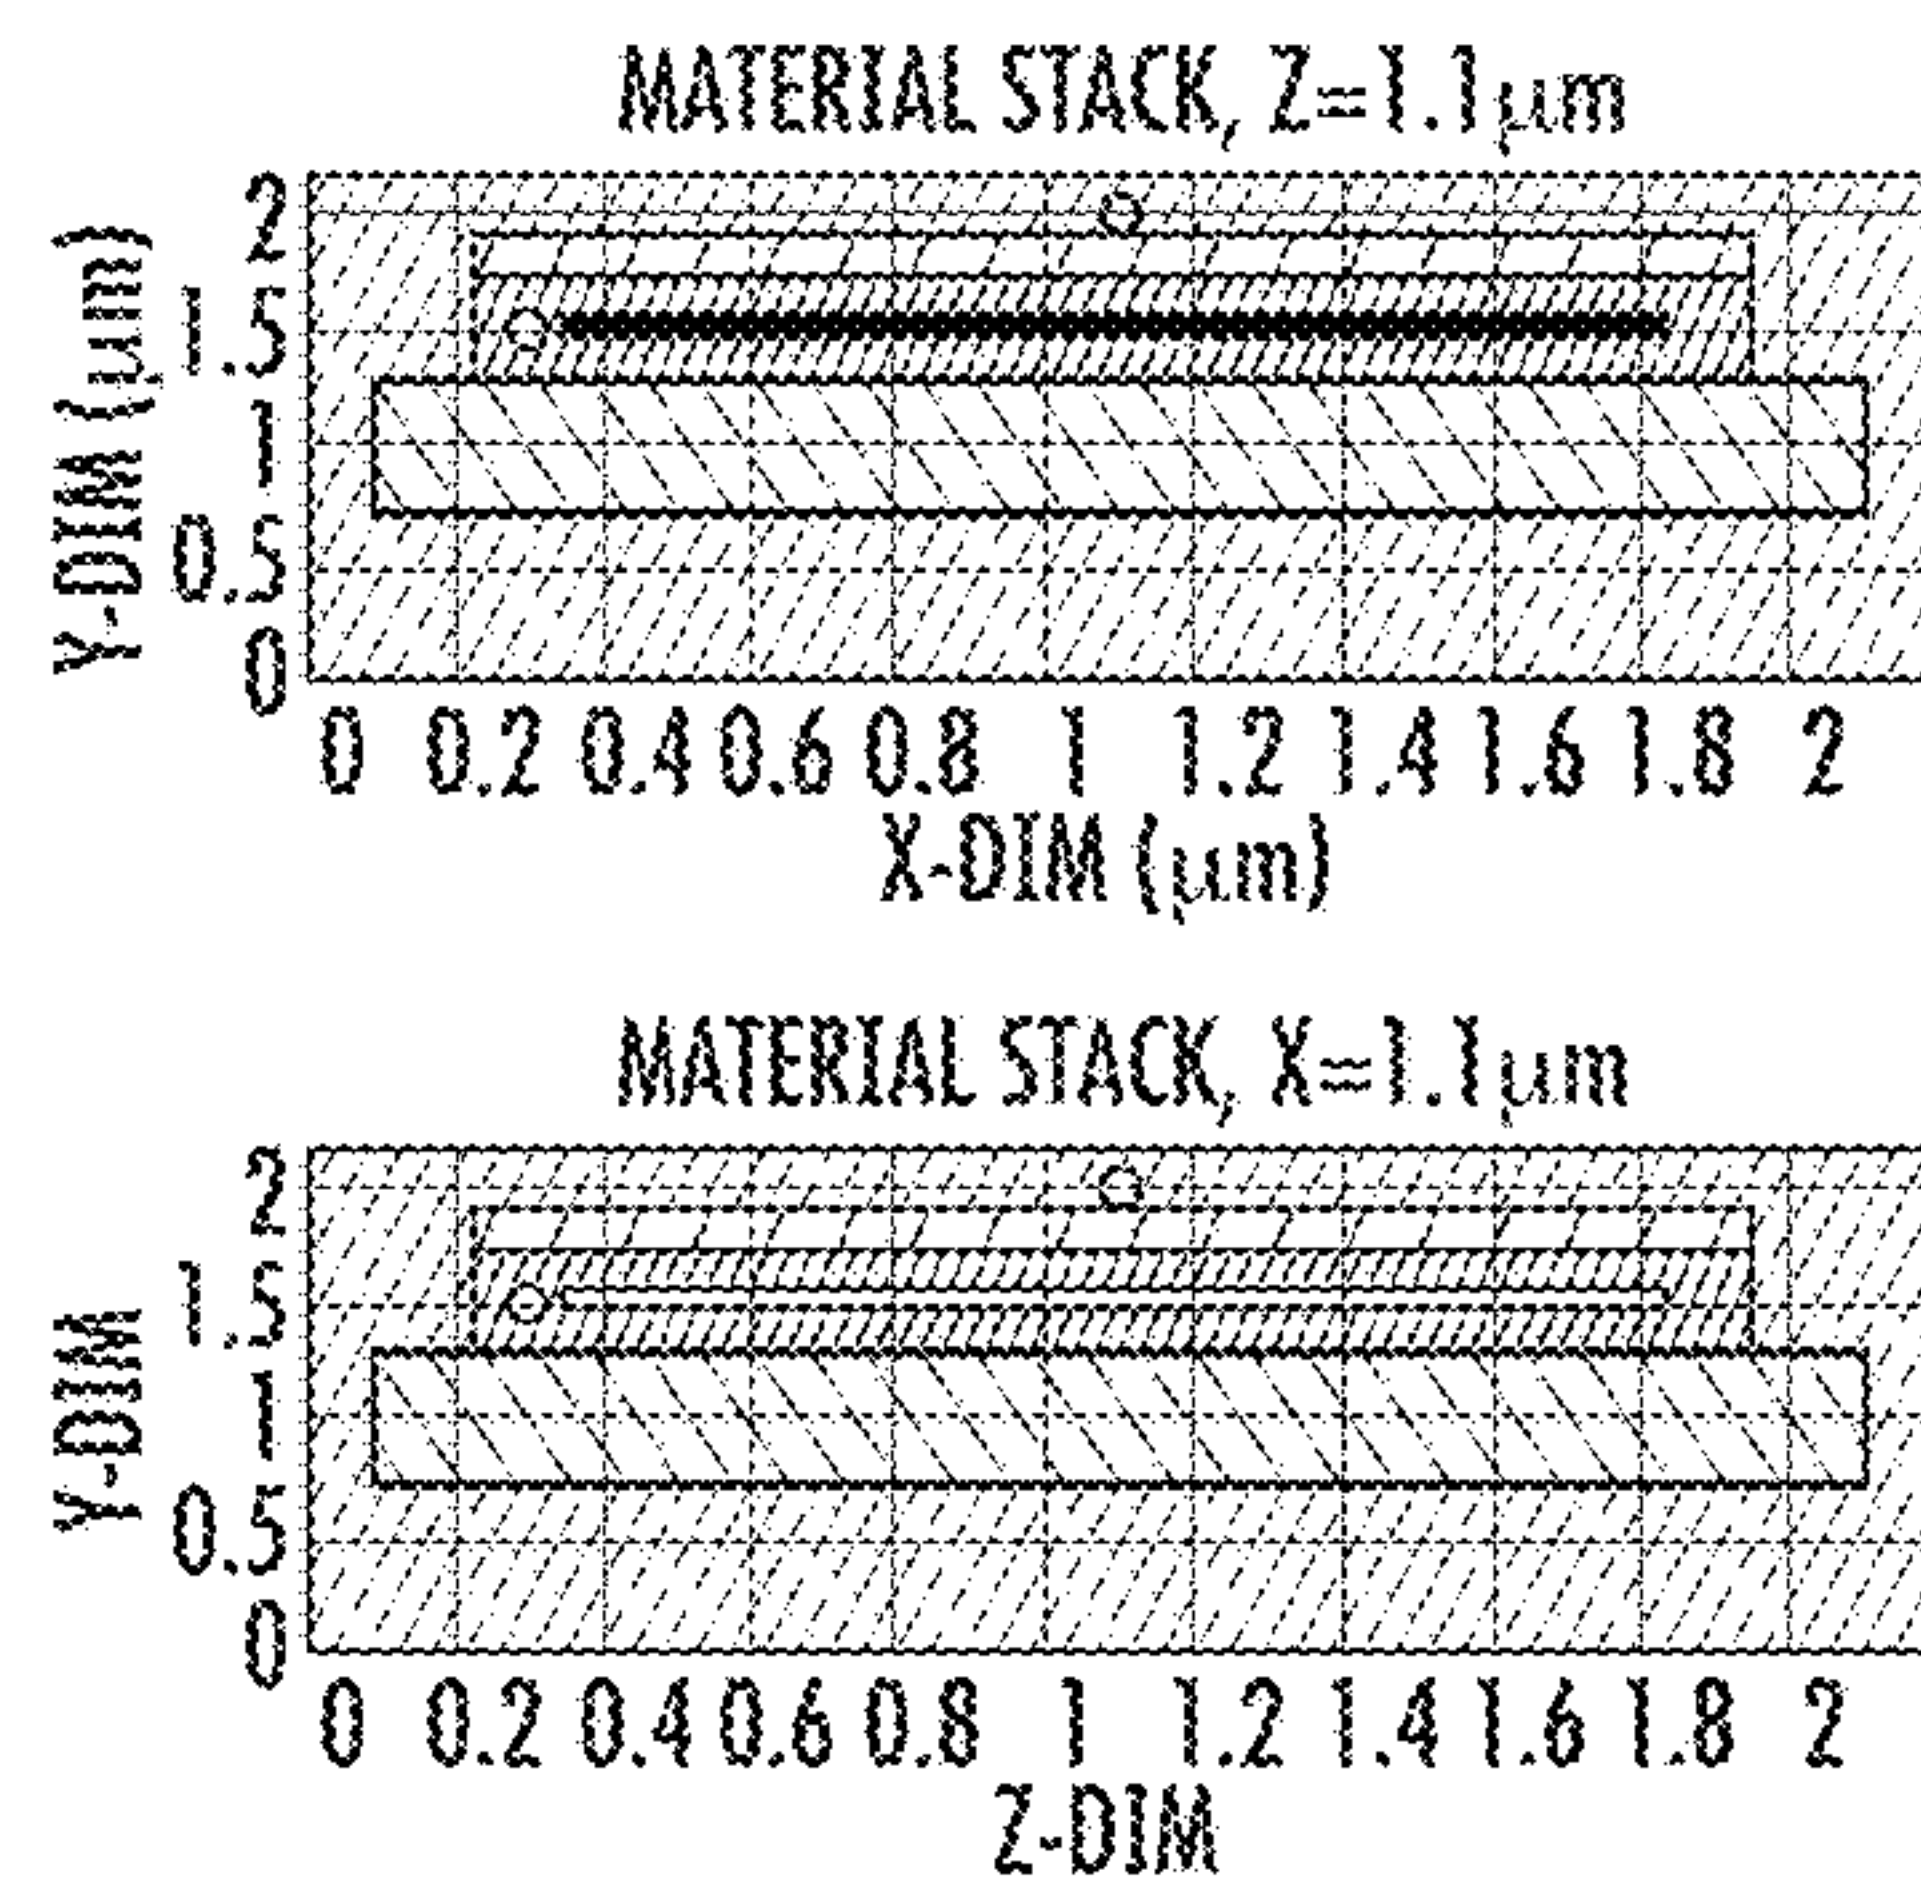 MATERIAL STACK, Z=1.1μm
Y-DIM (μm)
2
1.5
1
0.5
0
0 0.2 0.4 0.6 0.8 1 1.2 1.4 1.6 1.8 2
X-DIM (μm)
MATERIAL STACK, X=1.1μm
Y-DIM
2
1.5
1
0.5
0
0 0.2 0.4 0.6 0.8 1 1.2 1.4 1.6 1.8 2
Z-DIM